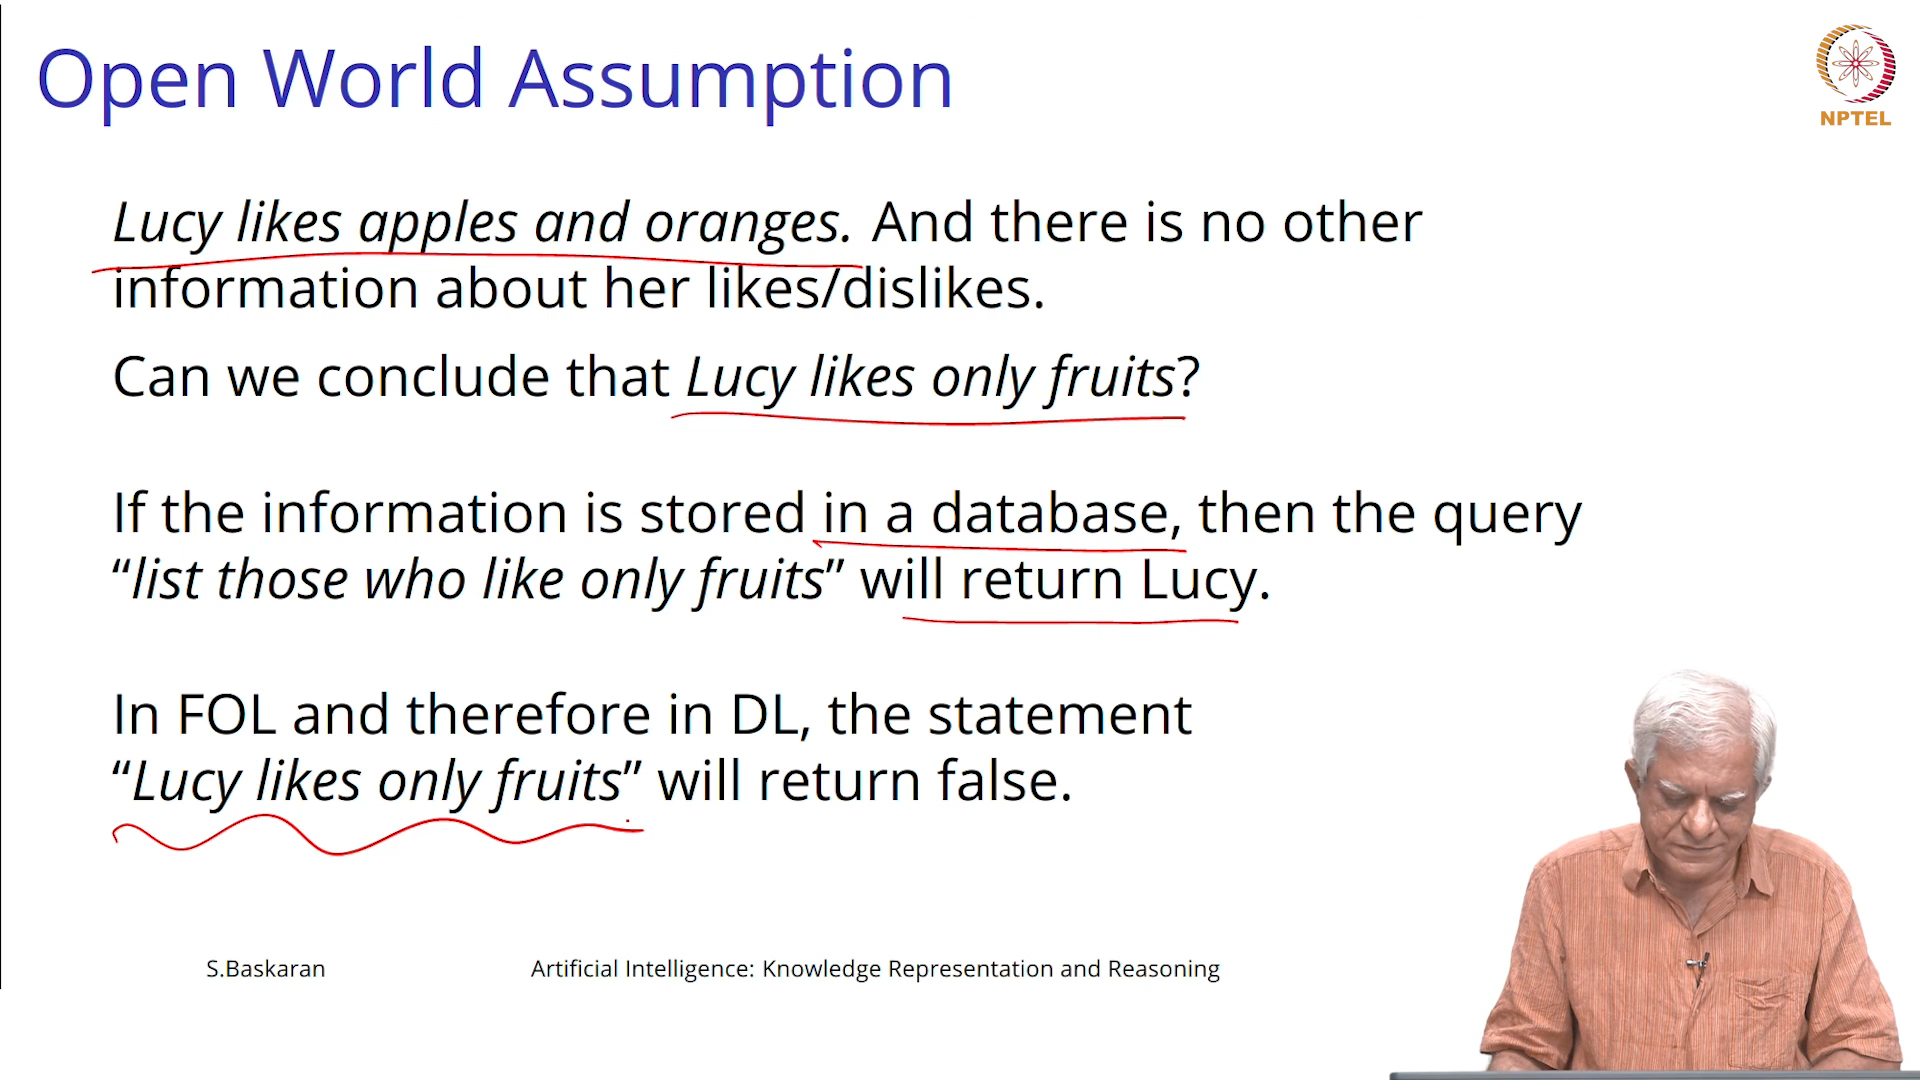 Open World Assumption
NPTEL
Lucy likes apples and oranges. And there is no other
information about her likes/dislikes.
Can we conclude that Lucy likes only fruits?
If the information is stored in a database, then the query
“list those who like only fruits” will return Lucy.
In FOL and therefore in DL, the statement
“Lucy likes only fruits” will return false.
S.Baskaran
Artificial Intelligence: Knowledge Representation and Reasoning